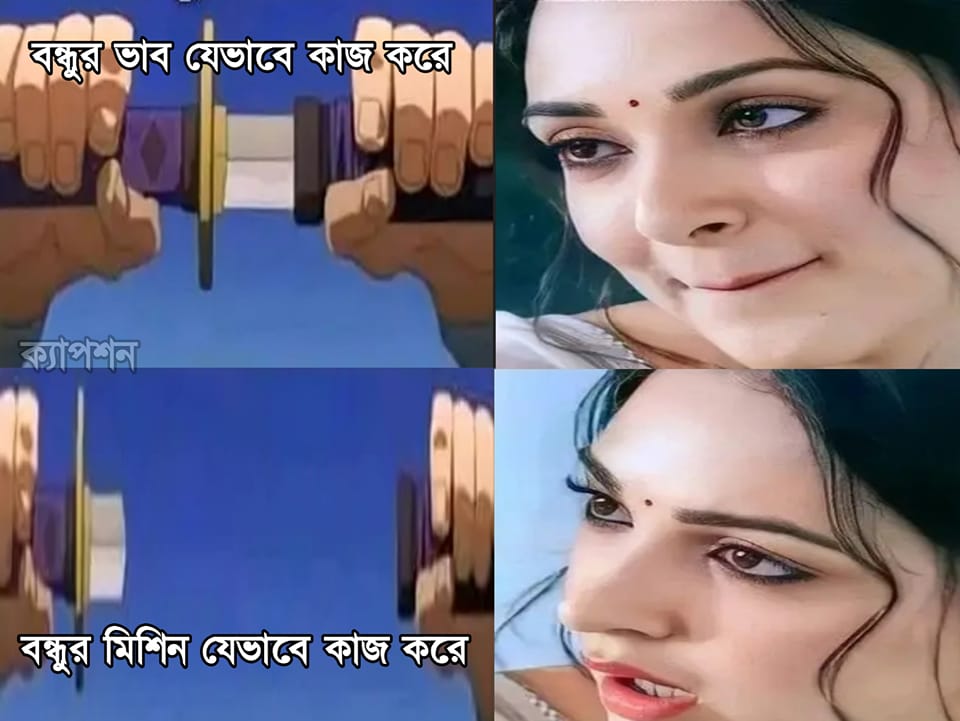 বন্ধুর ভাব যেভাবে কাজ করে
ক্যাপশন
বন্ধুর মিশিন যেভাবে কাজ করে